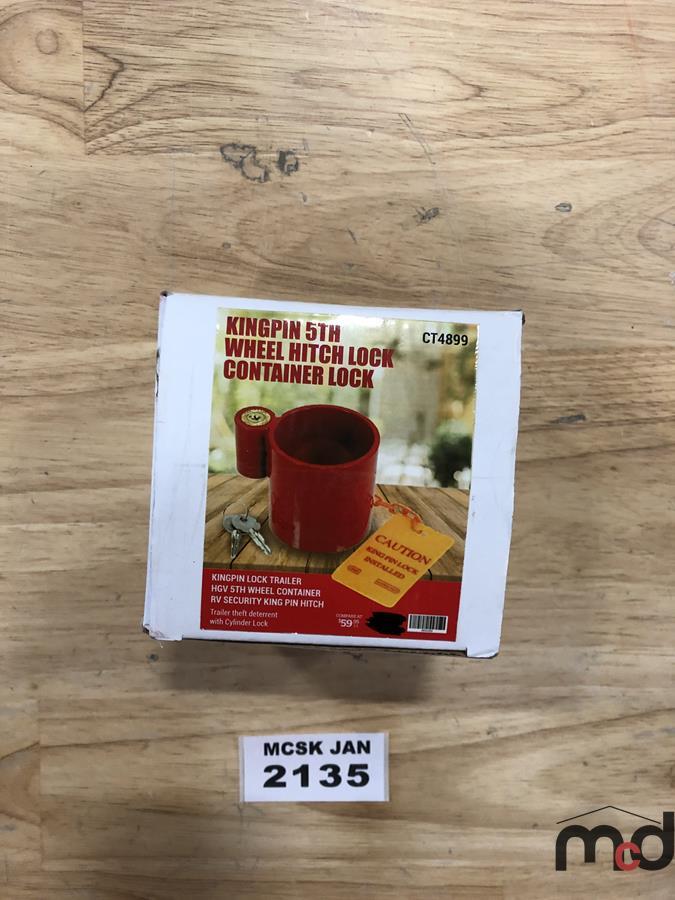 KINGPIN 5TH
WHEEL HITCH LOCK
CONTAINER LOCK
CT4899
CAUTION
KING PIN LOCK
INSTALLED
KINGPIN LOCK TRAILER
HGV 5TH WHEEL CONTAINER
RV SECURITY KING PIN HITCH
Trailer theft deterrent
with Cylinder Lock
COMPARE AT
$59.95
MCSK JAN
2135
mcd